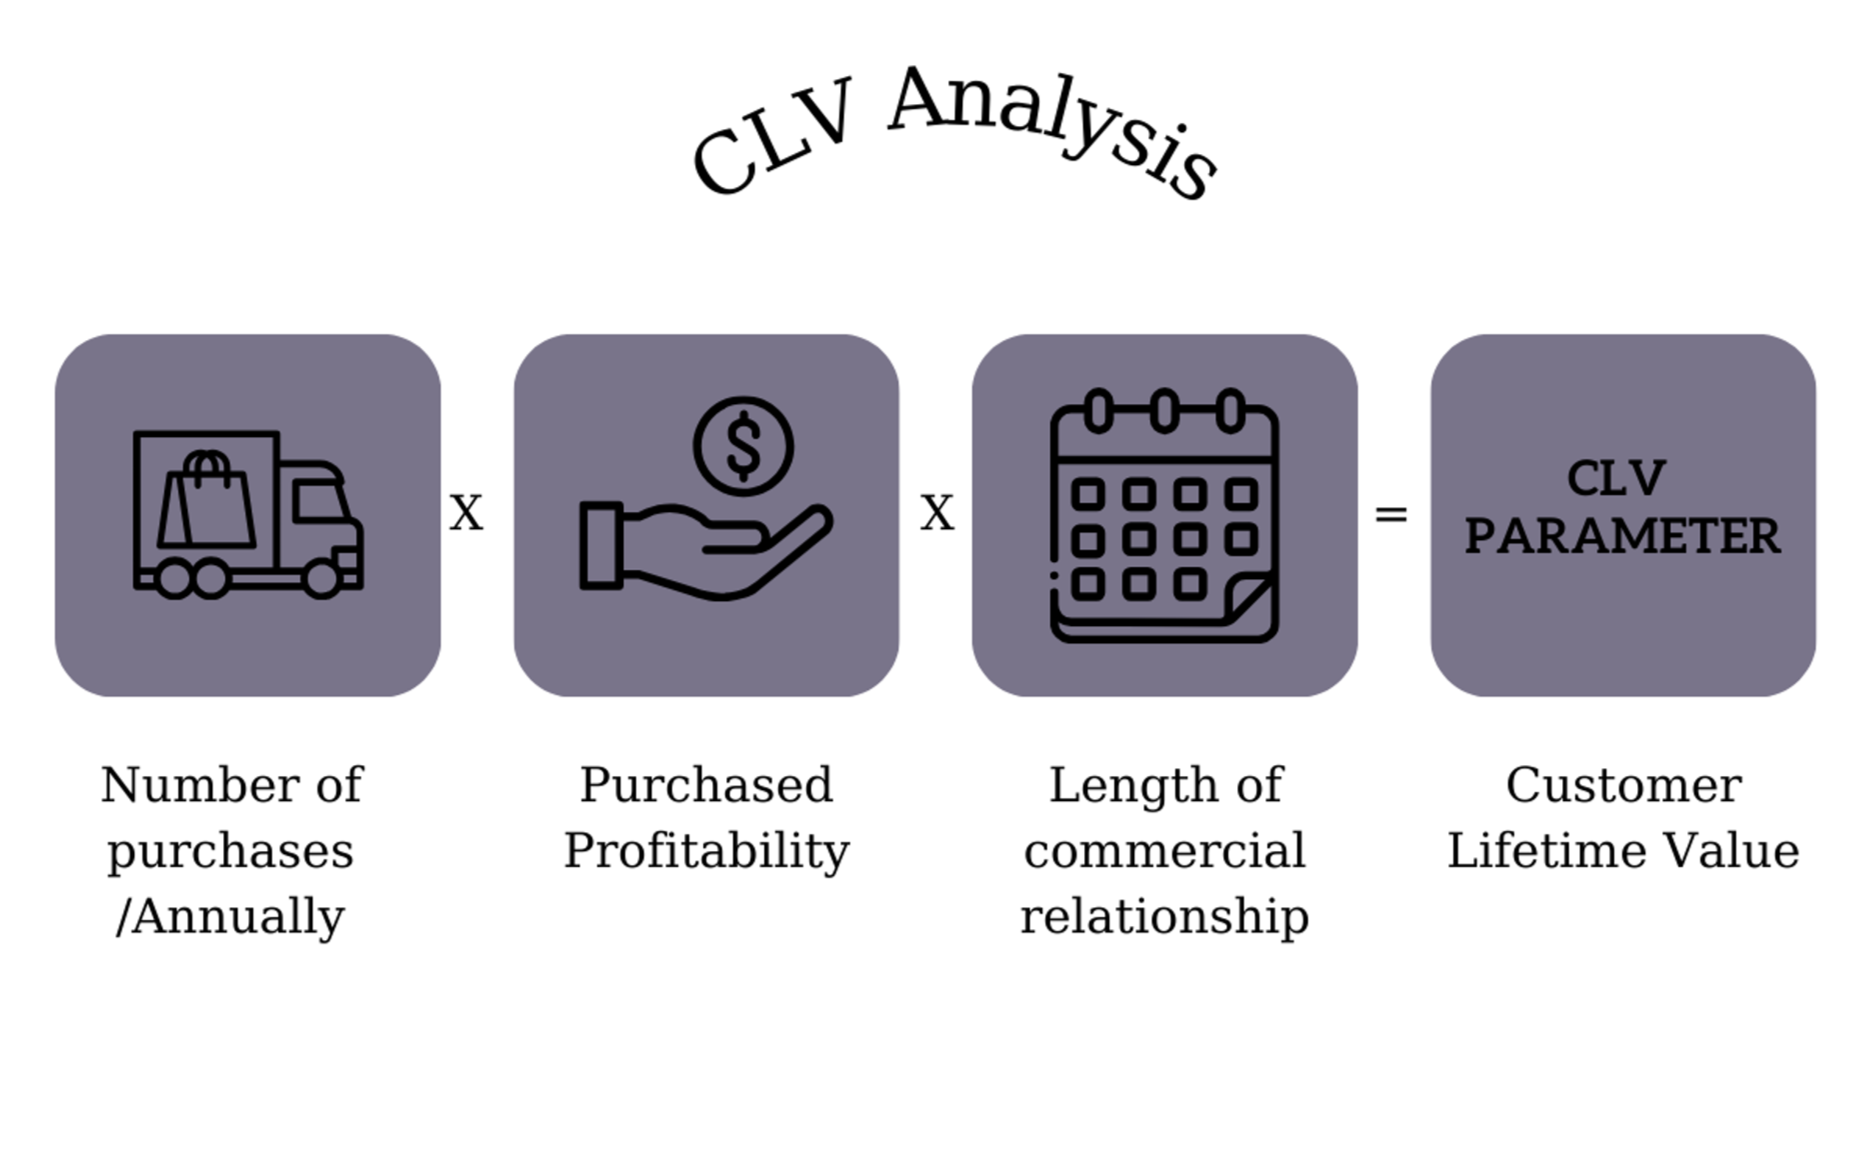 CLV Analysis
X
X
=
CLV
PARAMETER
$
Number of
purchases
/Annually
Purchased
Profitability
Length of
commercial
relationship
Customer
Lifetime Value